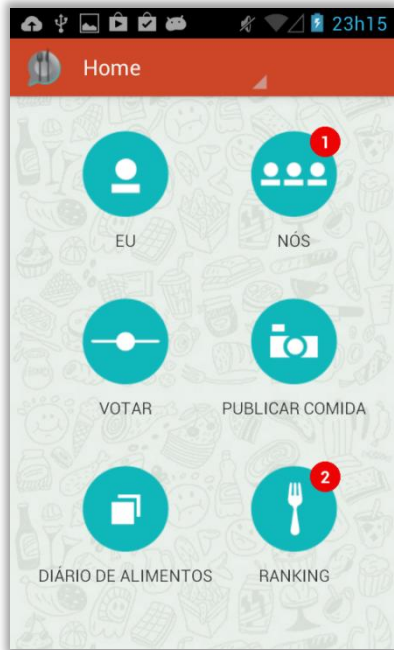 23h15
Home
1
EU
NÓS
VOTAR
PUBLICAR COMIDA
2
DIÁRIO DE ALIMENTOS
RANKING